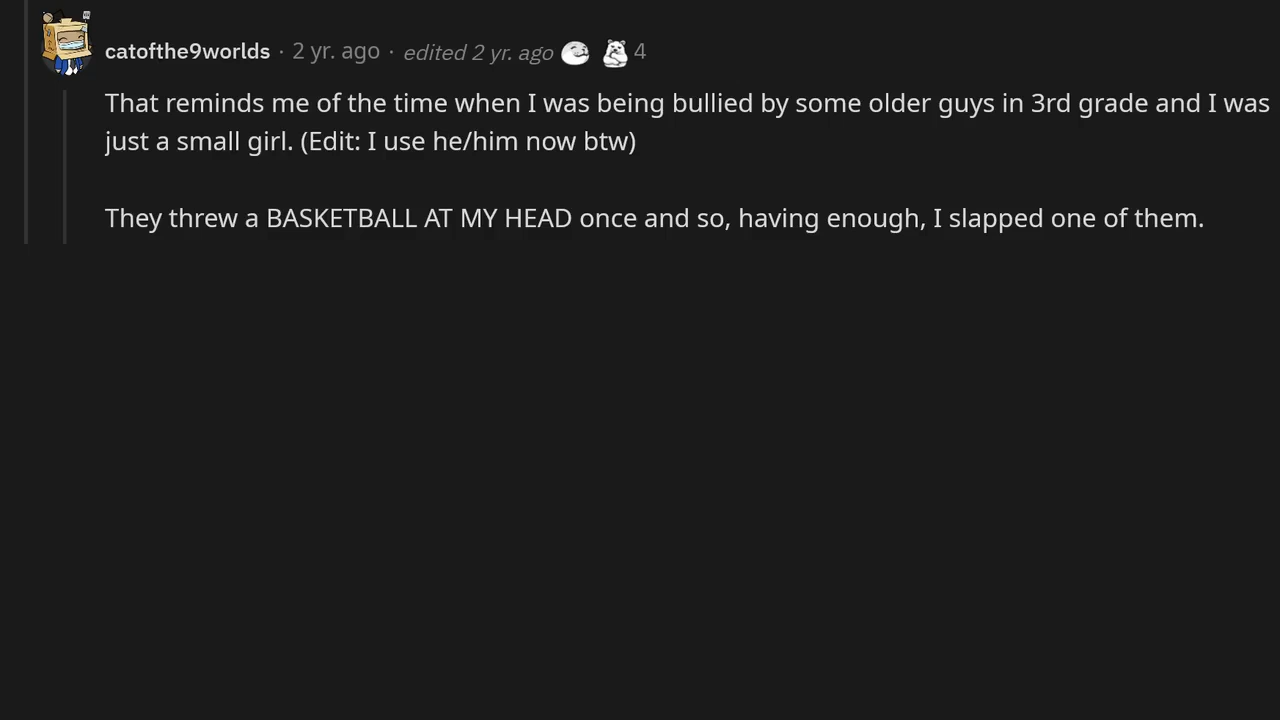 catofthe9worlds · 2 yr. ago · edited 2 yr. ago 4
That reminds me of the time when I was being bullied by some older guys in 3rd grade and I was
just a small girl. (Edit: I use he/him now btw)
They threw a BASKETBALL AT MY HEAD once and so, having enough, I slapped one of them.